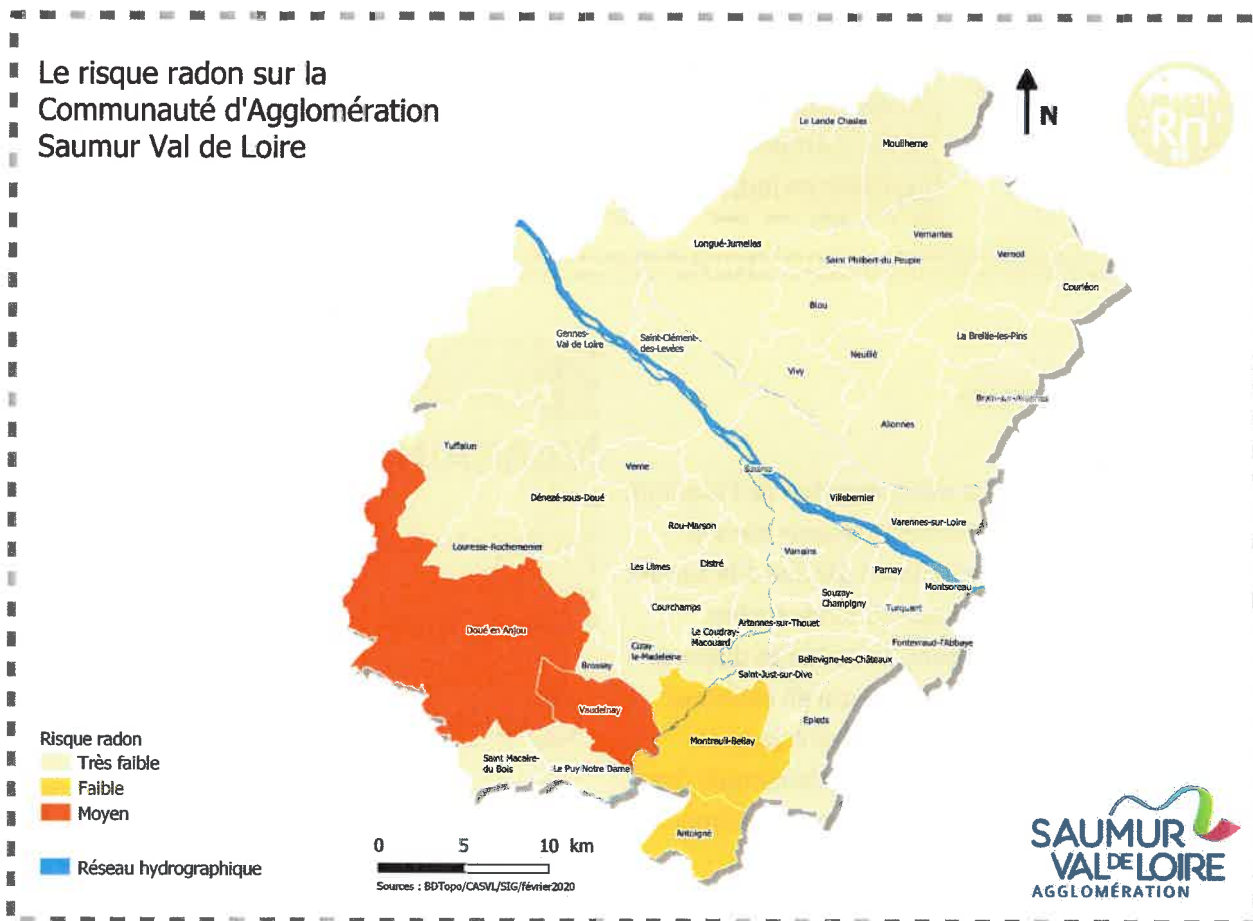 Le risque radon sur la
Communauté d'Agglomération
Saumur Val de Loire
N
Rn
La Lande Chasles
Mouliherne
Longué-Jumelles
Vernantes
Saint Philbert-du Peuple
Vernoil
Courléon
Blou
Gennes-
Val de Loire
Saint-Clément-
des-Levées
La Breille-les-Pins
Neuillé
Vivy
Brain-sur-Allonnes
Allonnes
Tuffalun
Verrie
Saumur
Dénezé-sous-Doué
Villebernier
Varennes-sur-Loire
Rou-Marson
Louresse-Rochemenier
Varrains
Les Ulmes
Distré
Parnay
Montsoreau
Souzay-
Champigny
Turquant
Courchamps
Artannes-sur-Thouet
Doué en Anjou
Le Coudray-
Macouard
Fontevraud-l'Abbaye
Cizay
la-Madeleine
Brossay
Bellevigne-les-Châteaux
Saint-Just-sur-Dive
Vaudelnay
Epieds
Montreuil-Bellay
Saint Macaire-
du Bois
Le Puy Notre Dame
Antoigné
Risque radon
Très faible
Faible
Moyen
Réseau hydrographique
0 5 10 km
Sources : BDTopo/CASVL/SIG/février2020
SAUMUR
VAL DE LOIRE
AGGLOMÉRATION